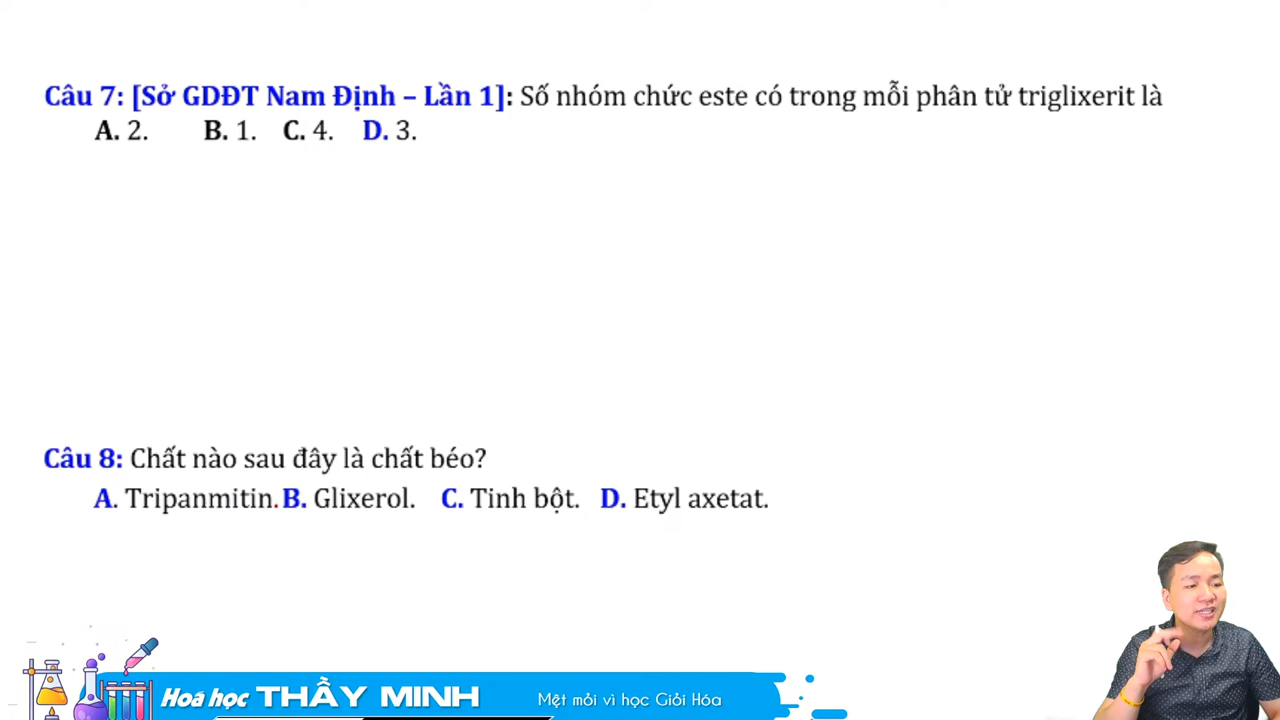 Câu 7: [Sở GDĐT Nam Định – Lần 1]: Số nhóm chức este có trong mỗi phân tử triglixerit là
A. 2. B. 1. C. 4. D. 3.
Câu 8: Chất nào sau đây là chất béo?
A. Tripanmitin. B. Glixerol. C. Tinh bột. D. Etyl axetat.
Hoá học THẦY MINH Mệt mỏi vì học Giỏi Hóa